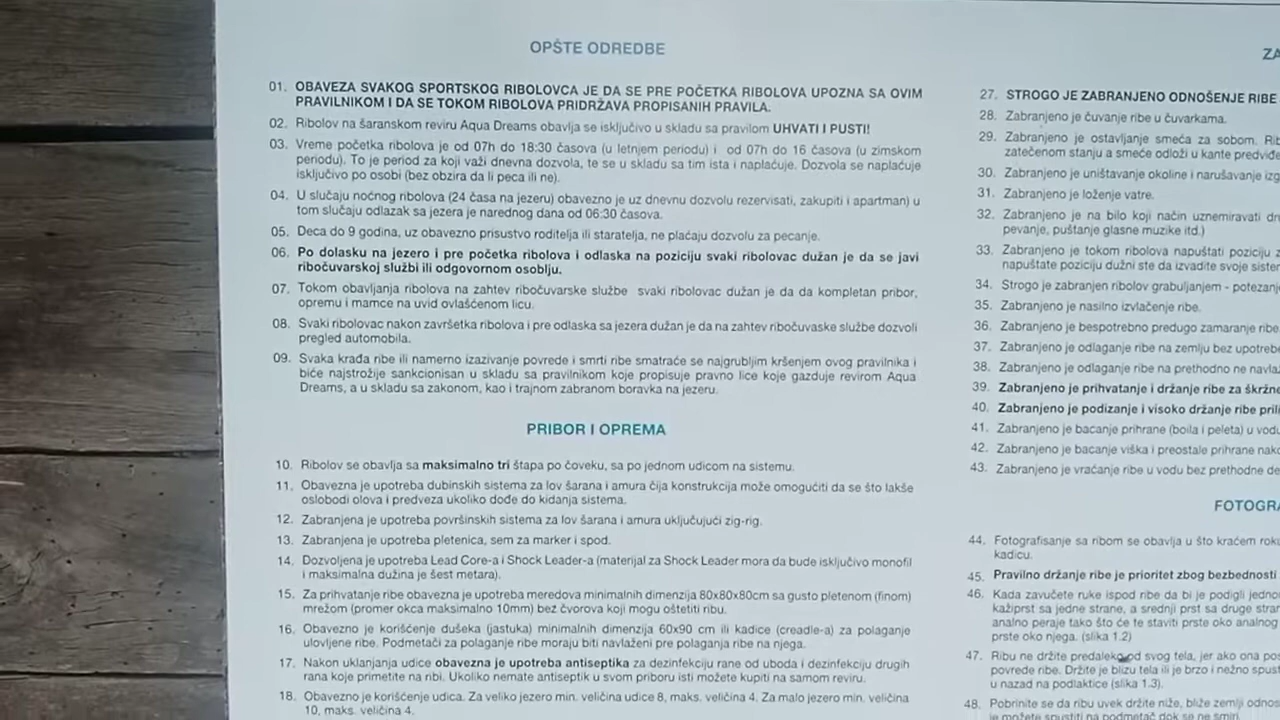 OPŠTE ODREDBE
01. OBAVEZA SVAKOG SPORTSKOG RIBOLOVCA JE DA SE PRE POČETKA RIBOLOVA UPOZNA SA OVIM
PRAVILNIKOM I DA SE TOKOM RIBOLOVA PRIDRŽAVA PROPISANIH PRAVILA.
02. Ribolov na šaranskom reviru Aqua Dreams obavlja se isključivo u skladu sa pravilom UHVATI I PUSTI!
03. Vreme početka ribolova je od 07h do 18:30 časova (u letnjem periodu) i od 07h do 16 časova (u zimskom
periodu). To je period za koji važi dnevna dozvola, te se u skladu sa tim ista i naplaćuje. Dozvola se naplaćuje
isključivo po osobi (bez obzira da li peca ili ne).
04. U slučaju noćnog ribolova (24 časa na jezeru) obavezno je uz dnevnu dozvolu rezervisati, zakupiti i apartman) u
tom slučaju odlazak sa jezera je narednog dana od 06:30 časova.
05. Deca do 9 godina, uz obavezno prisustvo roditelja ili staratelja, ne plaćaju dozvolu za pecanje.
06. Po dolasku na jezero i pre početka ribolova i odlaska na poziciju svaki ribolovac dužan je da se javi
ribočuvarskoj službi ili odgovornom osoblju.
07. Tokom obavljanja ribolova na zahtev ribočuvarske službe svaki ribolovac dužan je da da kompletan pribor,
opremu i mamce na uvid ovlašćenom licu.
08. Svaki ribolovac nakon završetka ribolova i pre odlaska sa jezera dužan je da na zahtev ribočuvaske službe dozvoli
pregled automobila.
09. Svaka krađa ribe ili namerno izazivanje povrede i smrti ribe smatraće se najgrubljim kršenjem ovog pravilnika i
biće najstrožije sankcionisan u skladu sa pravilnikom koje propisuje pravno lice koje gazduje revirom Aqua
Dreams, a u skladu sa zakonom, kao i trajnom zabranom boravka na jezeru.
PRIBOR I OPREMA
10. Ribolov se obavlja sa maksimalno tri štapa po čoveku, sa po jednom udicom na sistemu.
11. Obavezna je upotreba dubinskih sistema za lov šarana i amura čija konstrukcija može omogućiti da se što lakše
oslobodi olova i predveza ukoliko dođe do kidanja sistema.
12. Zabranjena je upotreba površinskih sistema za lov šarana i amura uključujući zig-rig.
13. Zabranjena je upotreba pletenica, sem za marker i spod.
14. Dozvoljena je upotreba Lead Core-a i Shock Leader-a (materijal za Shock Leader mora da bude isključivo monofil
i maksimalna dužina je šest metara).
15. Za prihvatanje ribe obavezna je upotreba meredova minimalnih dimenzija 80x80x80cm sa gusto pletenom (finom)
mrežom (promer okca maksimalno 10mm) bez čvorova koji mogu oštetiti ribu.
16. Obavezno je korišćenje dušeka (jastuka) minimalnih dimenzija 60x90 cm ili kadice (creadle-a) za polaganje
ulovljene ribe. Podmetači za polaganje ribe moraju biti navlaženi pre polaganja ribe na njega.
17. Nakon uklanjanja udice obavezna je upotreba antiseptika za dezinfekciju rane od uboda i dezinfekciju drugih
rana koje primetite na ribi. Ukoliko nemate antiseptik u svom priboru isti možete kupiti na samom reviru.
18. Obavezno je korišćenje udica. Za veliko jezero min. veličina udice 8, maks. veličina 4. Za malo jezero min. veličina
10, maks. veličina 4.
27. STROGO JE ZABRANJENO ODNOŠENJE RIBE
28. Zabranjeno je čuvanje ribe u čuvarkama.
29. Zabranjeno je ostavljanje smeća za sobom.
zatečenom stanju a smeće odloži u kante
30. Zabranjeno je uništavanje okoline i narušavanje
31. Zabranjeno je loženje vatre.
32. Zabranjeno je na bilo koji način uznemiravati
pevanje, puštanje glasne muzike itd.)
33. Zabranjeno je tokom ribolova napuštati poziciju
napuštate poziciju dužni ste da izvadite svoje
34. Strogo je zabranjen ribolov grabuljanjem -
35. Zabranjeno je nasilno izvlačenje ribe.
36. Zabranjeno je bespotrebno predugo zamaranje ribe
37. Zabranjeno je odlaganje ribe na zemlju bez
38. Zabranjeno je odlaganje ribe na prethodno ne
39. Zabranjeno je prihvatanje i držanje ribe za
40. Zabranjeno je podizanje i visoko držanje ribe
41. Zabranjeno je bacanje prihrane (boila i peleta) u
42. Zabranjeno je bacanje viška i preostale prihrane
43. Zabranjeno je vraćanje ribe u vodu bez prethodne
44. Fotografisanje sa ribom se obavlja u što kraćem
kadicu.
45. Pravilno držanje ribe je prioritet zbog bezbednosti
46. Kada zavučete ruke ispod ribe da bi je podigli
kažiprst sa jedne strane, a srednji prst sa druge
analno peraje tako što će te staviti prste oko analnog
prste oko njega. (slika 1.2)
47. Ribu ne držite predaleko od svog tela, jer ako ona
povrede ribe. Držite je blizu tela ili je brzo i nežno
u nazad na podlaktice (slika 1.3).
48. Pobrinite se da ribu uvek držite niže, bliže zemlji
je možete spustiti na podmetač dok se ne smiri.